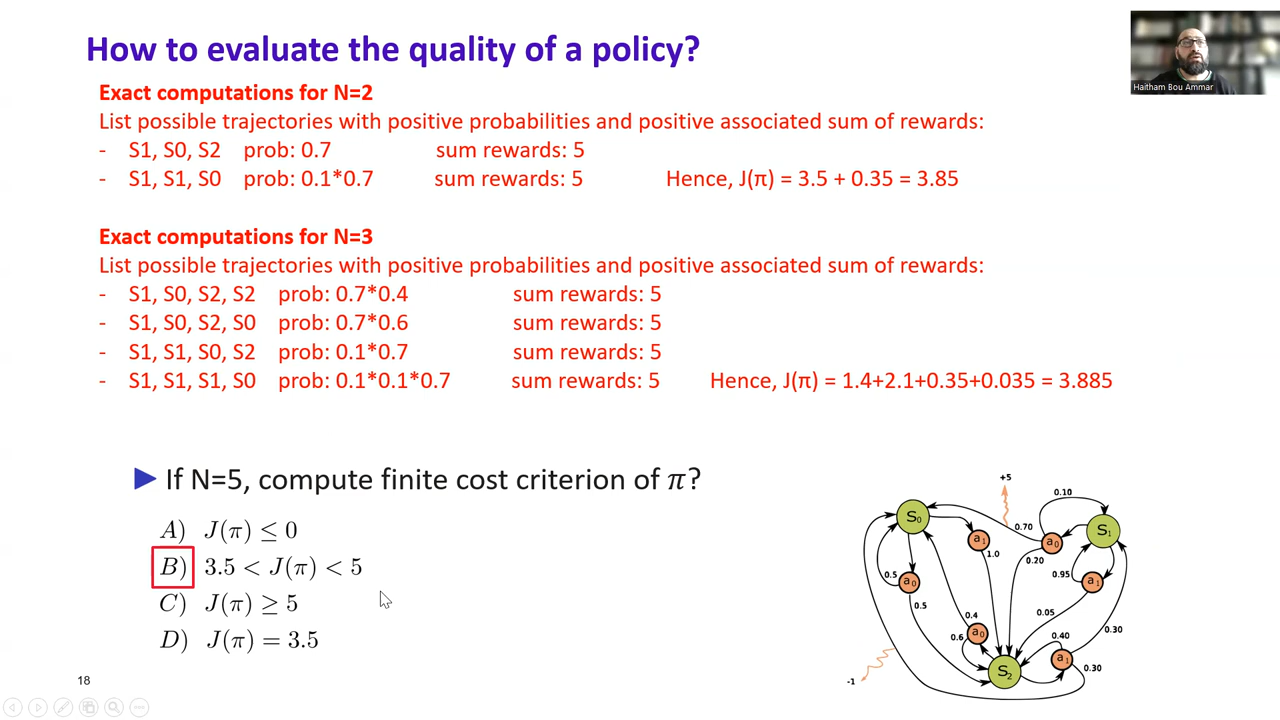 How to evaluate the quality of a policy?
Haitham Bou Ammar
Exact computations for N=2
List possible trajectories with positive probabilities and positive associated sum of rewards:
- S1, S0, S2 prob: 0.7 sum rewards: 5
- S1, S1, S0 prob: 0.1*0.7 sum rewards: 5 Hence, J(π) = 3.5 + 0.35 = 3.85
Exact computations for N=3
List possible trajectories with positive probabilities and positive associated sum of rewards:
- S1, S0, S2, S2 prob: 0.7*0.4 sum rewards: 5
- S1, S0, S2, S0 prob: 0.7*0.6 sum rewards: 5
- S1, S1, S0, S2 prob: 0.1*0.7 sum rewards: 5
- S1, S1, S1, S0 prob: 0.1*0.1*0.7 sum rewards: 5 Hence, J(π) = 1.4+2.1+0.35+0.035 = 3.885
▶ If N=5, compute finite cost criterion of π?
A) J(π) ≤ 0
B) 3.5 < J(π) < 5
C) J(π) ≥ 5
D) J(π) = 3.5
+5
0.10
S0
0.70
S1
a1
a0
1.0
0.20
0.5
a0
0.95
a1
0.5
0.05
0.4
0.30
a0
0.6
0.40
a1
S2
0.30
-1
18